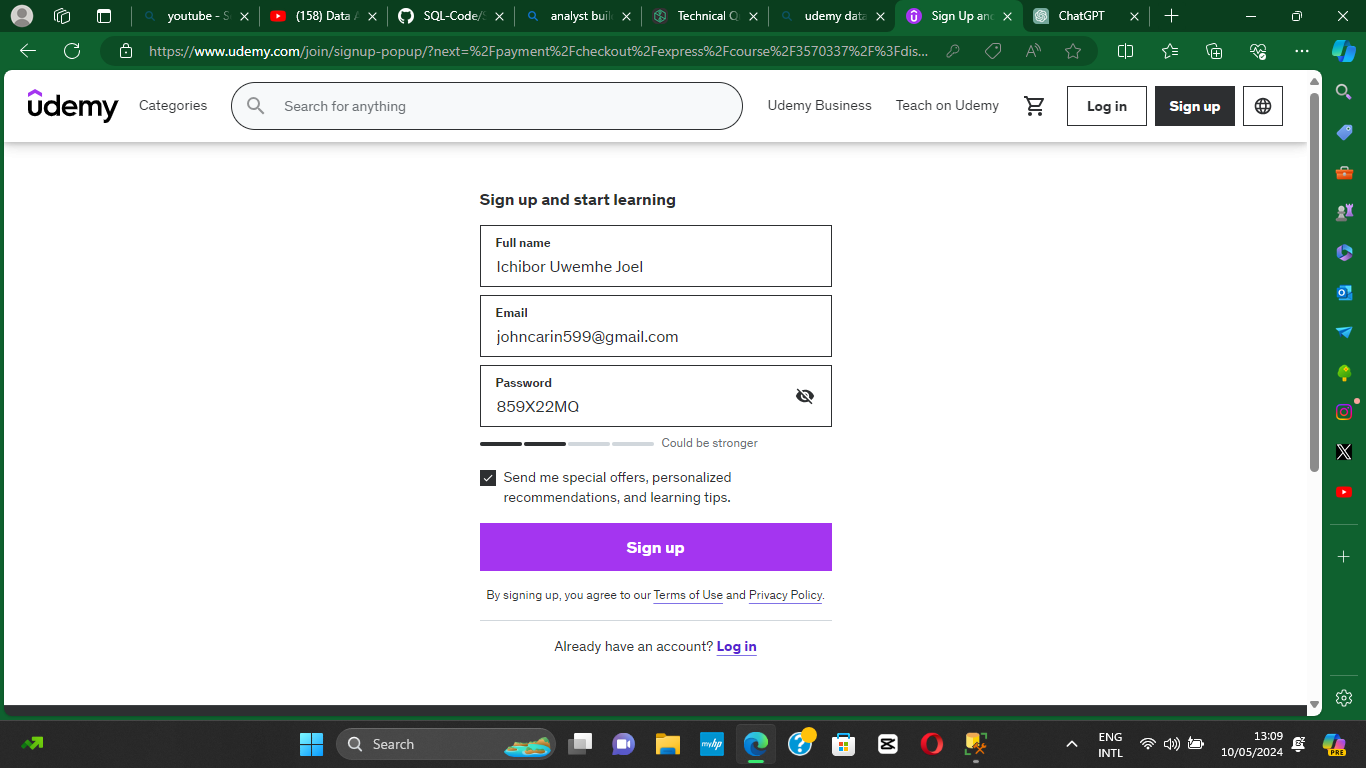 youtube - S
(158) Data A
SQL-Code/S
analyst buil
Technical Q
udemy data
Sign Up and
ChatGPT
https://www.udemy.com/join/signup-popup/?next=%2Fpayment%2Fcheckout%2Fexpress%2Fcourse%2F3570337%2F%3Fdis...
udemy
Categories
Search for anything
Udemy Business
Teach on Udemy
Log in
Sign up
Sign up and start learning
Full name
Ichibor Uwemhe Joel
Email
johncarin599@gmail.com
Password
859X22MQ
Could be stronger
Send me special offers, personalized
recommendations, and learning tips.
Sign up
By signing up, you agree to our Terms of Use and Privacy Policy.
Already have an account? Log in
Search
myhp
ENG
INTL
13:09
10/05/2024
PRE